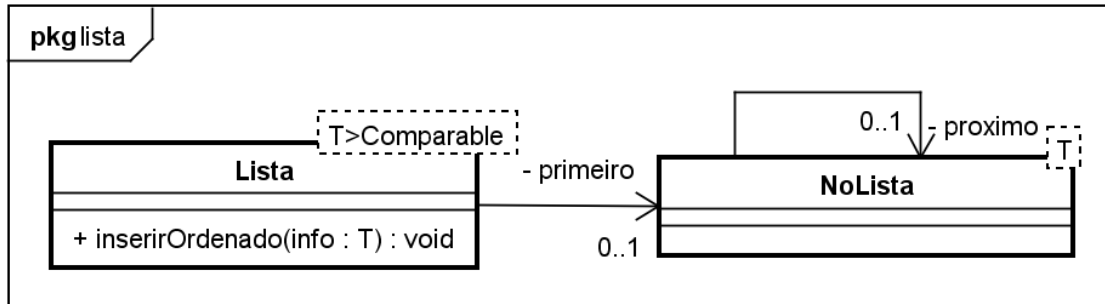 pkg lista
T>Comparable
Lista
+ inserirOrdenado(info : T) : void
- primeiro
0..1
0..1
- proximo
T
NoLista